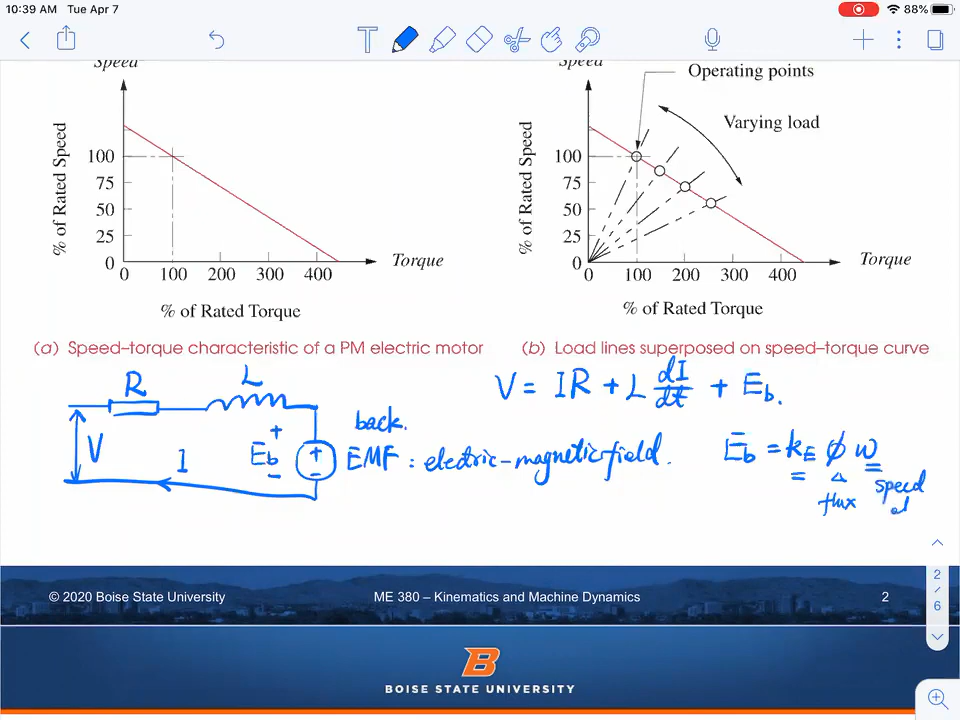 10:39 AM Tue Apr 7
88%
T
Speed
% of Rated Speed
100
75
50
25
0
0 100 200 300 400
Torque
% of Rated Torque
(a) Speed–torque characteristic of a PM electric motor
Speed
Operating points
Varying load
% of Rated Speed
100
75
50
25
0
0 100 200 300 400
Torque
% of Rated Torque
(b) Load lines superposed on speed–torque curve
R L
V I Eb + − + −
V = IR + L dI/dt + Eb.
back.
EMF : electric-magnetic field.
Eb = kE φ ω
flux speed
© 2020 Boise State University
ME 380 – Kinematics and Machine Dynamics
2
2
/
6
B
BOISE STATE UNIVERSITY